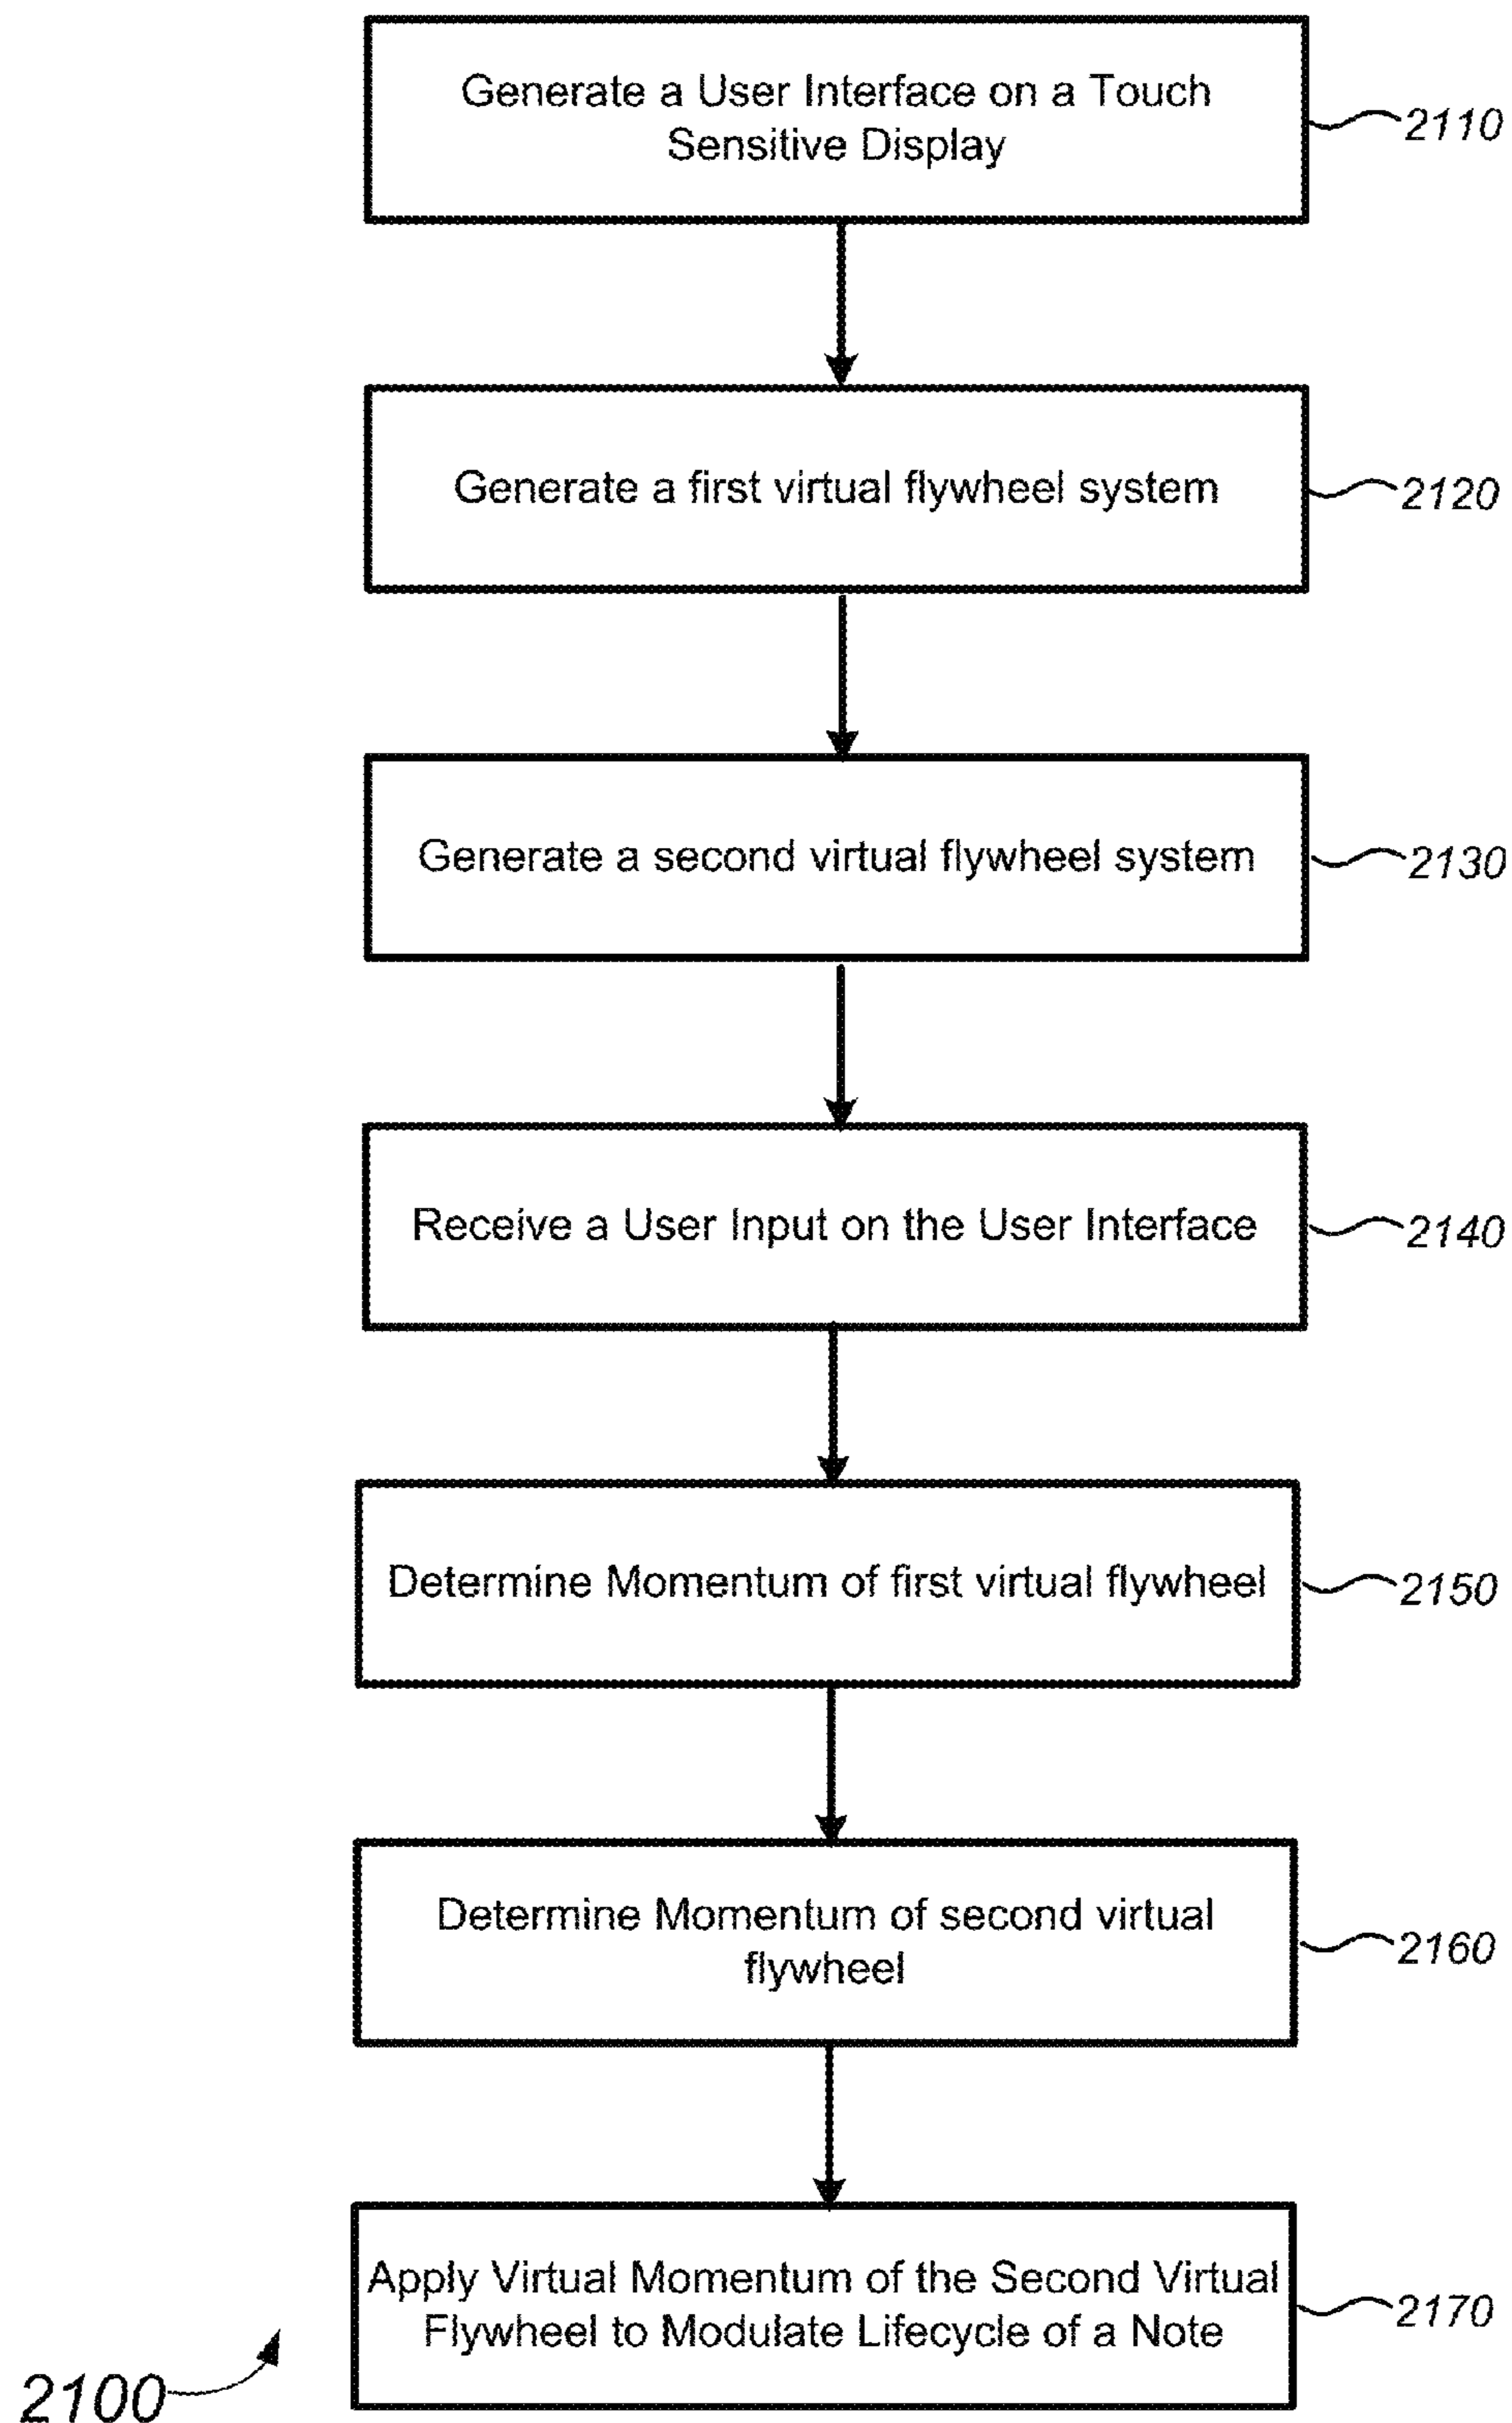 Generate a User Interface on a Touch
Sensitive Display
2110
Generate a first virtual flywheel system
2120
Generate a second virtual flywheel system
2130
Receive a User Input on the User Interface
2140
Determine Momentum of first virtual flywheel
2150
Determine Momentum of second virtual
flywheel
2160
Apply Virtual Momentum of the Second Virtual
Flywheel to Modulate Lifecycle of a Note
2170
2100